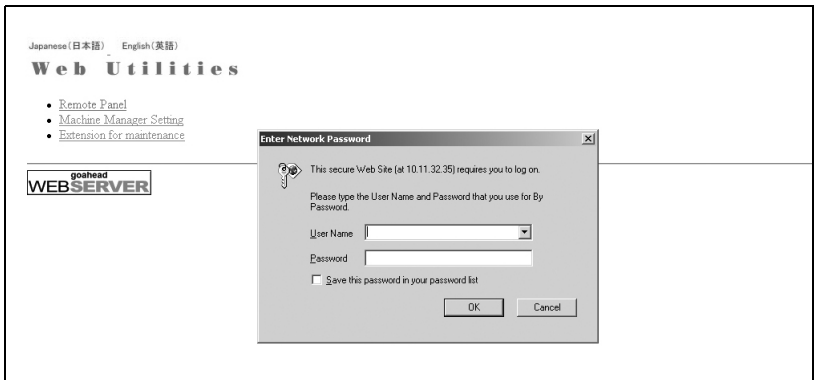 Japanese(日本語) English(英語)
Web Utilities
Remote Panel
Machine Manager Setting
Extension for maintenance
goahead
WEBSERVER
Enter Network Password
This secure Web Site (at 10.11.32.35) requires you to log on.
Please type the User Name and Password that you use for By
Password.
User Name
Password
Save this password in your password list
OK Cancel